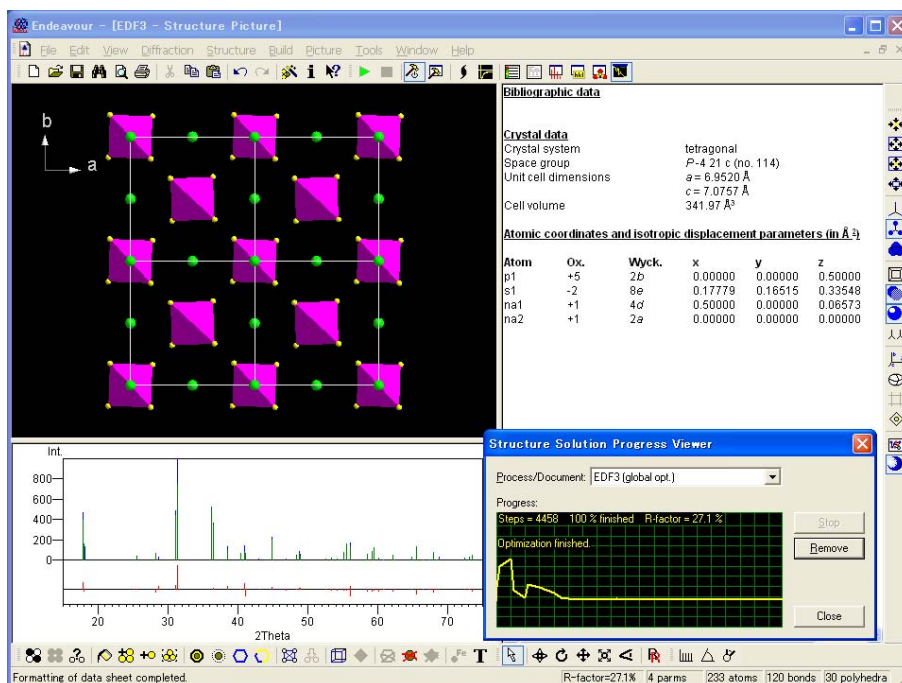 Endeavour - [EDF3 - Structure Picture]
File Edit View Diffraction Structure Build Picture Tools Window Help
b
a
Bibliographic data
Crystal data
Crystal system tetragonal
Space group P-4 21 c (no. 114)
Unit cell dimensions a = 6.9520 Å
c = 7.0757 Å
Cell volume 341.97 Å³
Atomic coordinates and isotropic displacement parameters (in Å²)
Atom Ox. Wyck. x y z
p1 +5 2b 0.00000 0.00000 0.50000
s1 -2 8e 0.17779 0.16515 0.33548
na1 +1 4d 0.50000 0.00000 0.06573
na2 +1 2a 0.00000 0.00000 0.00000
Int.
800
600
400
200
0
20 30 40 50 60 70
2Theta
Structure Solution Progress Viewer
Process/Document: EDF3 (global opt.)
Progress:
Steps = 4458 100 % finished R-factor = 27.1 %
Optimization finished.
Stop
Remove
Close
Fe T
Formatting of data sheet completed.
R-factor=27.1% 4 parms 233 atoms 120 bonds 30 polyhedra